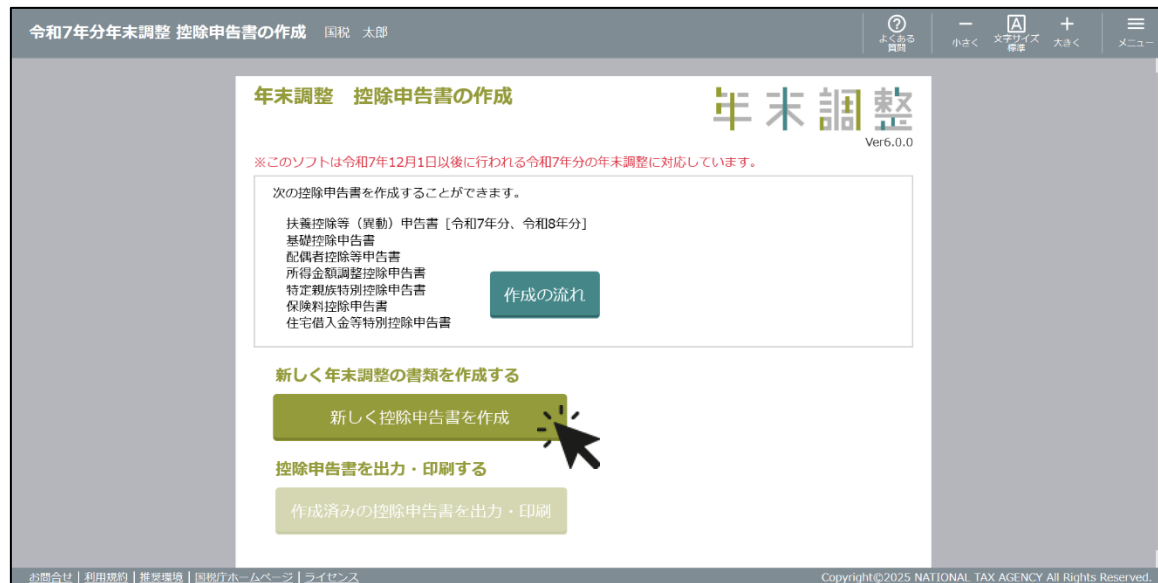 令和7年分年末調整 控除申告書の作成 国税 太郎
よくある
質問
小さく
A
文字サイズ
標準
大きく
メニュー
年末調整 控除申告書の作成
年末調整
Ver6.0.0
※このソフトは令和7年12月1日以後に行われる令和7年分の年末調整に対応しています。
次の控除申告書を作成することができます。
扶養控除等（異動）申告書［令和7年分、令和8年分］
基礎控除申告書
配偶者控除等申告書
所得金額調整控除申告書
特定親族特別控除申告書
保険料控除申告書
住宅借入金等特別控除申告書
作成の流れ
新しく年末調整の書類を作成する
新しく控除申告書を作成
控除申告書を出力・印刷する
作成済みの控除申告書を出力・印刷
お問合せ | 利用規約 | 推奨環境 | 国税庁ホームページ | ライセンス
Copyright©2025 NATIONAL TAX AGENCY All Rights Reserved.